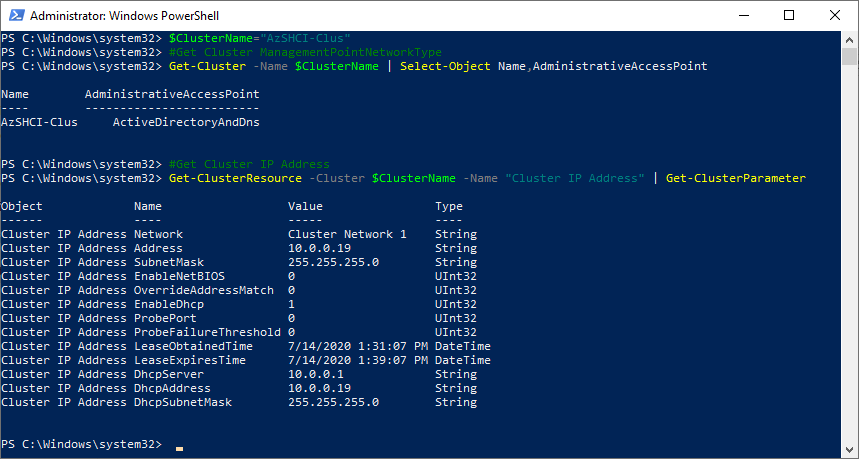 Administrator: Windows PowerShell
PS C:\Windows\system32> $ClusterName="AzSHCI-Clus"
PS C:\Windows\system32> #Get Cluster ManagementPointNetworkType
PS C:\Windows\system32> Get-Cluster -Name $ClusterName | Select-Object Name,AdministrativeAccessPoint
Name        AdministrativeAccessPoint
----        -------------------------
AzSHCI-Clus     ActiveDirectoryAndDns
PS C:\Windows\system32> #Get Cluster IP Address
PS C:\Windows\system32> Get-ClusterResource -Cluster $ClusterName -Name "Cluster IP Address" | Get-ClusterParameter
Object             Name                  Value                Type
------             ----                  -----                ----
Cluster IP Address Network               Cluster Network 1    String
Cluster IP Address Address               10.0.0.19            String
Cluster IP Address SubnetMask            255.255.255.0        String
Cluster IP Address EnableNetBIOS         0                    UInt32
Cluster IP Address OverrideAddressMatch  0                    UInt32
Cluster IP Address EnableDhcp            1                    UInt32
Cluster IP Address ProbePort             0                    UInt32
Cluster IP Address ProbeFailureThreshold 0                    UInt32
Cluster IP Address LeaseObtainedTime     7/14/2020 1:31:07 PM DateTime
Cluster IP Address LeaseExpiresTime      7/14/2020 1:39:07 PM DateTime
Cluster IP Address DhcpServer            10.0.0.1             String
Cluster IP Address DhcpAddress           10.0.0.19            String
Cluster IP Address DhcpSubnetMask        255.255.255.0        String
PS C:\Windows\system32>